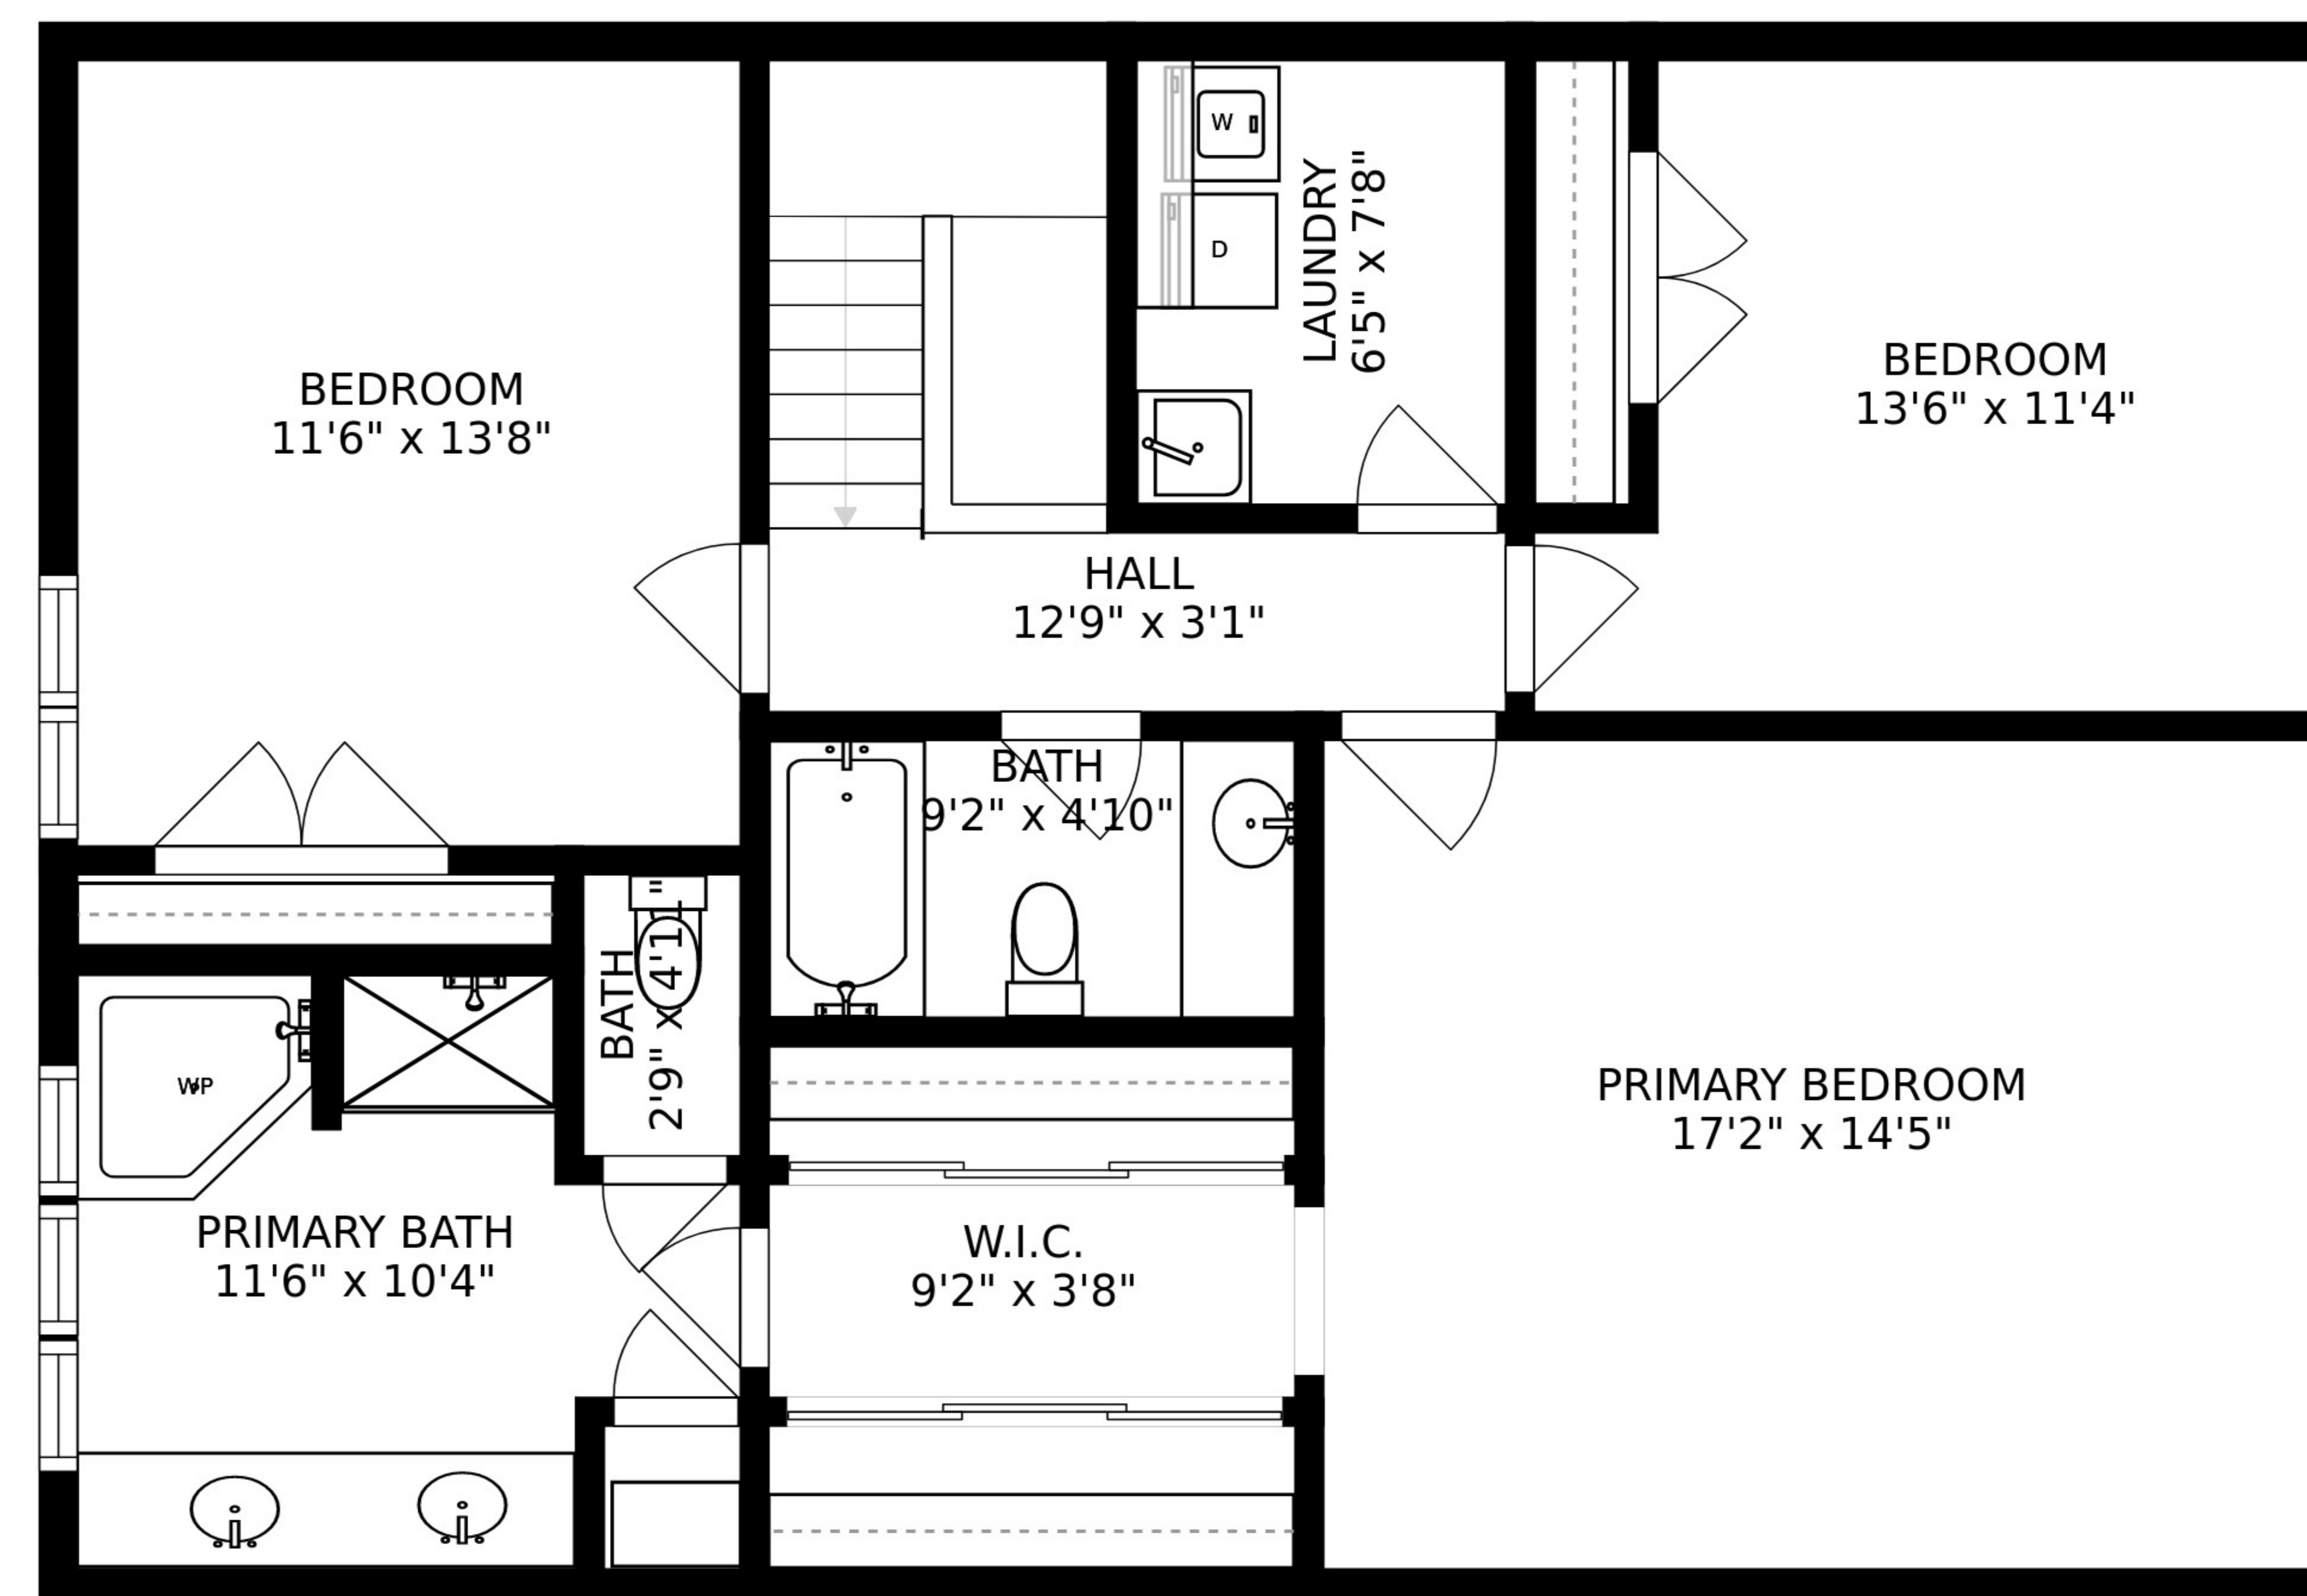 W
D
LAUNDRY
6'5" x 7'8"
BEDROOM
11'6" x 13'8"
BEDROOM
13'6" x 11'4"
HALL
12'9" x 3'1"
BATH
9'2" x 4'10"
BATH
2'9" x 4'11"
WP
PRIMARY BEDROOM
17'2" x 14'5"
PRIMARY BATH
11'6" x 10'4"
W.I.C.
9'2" x 3'8"